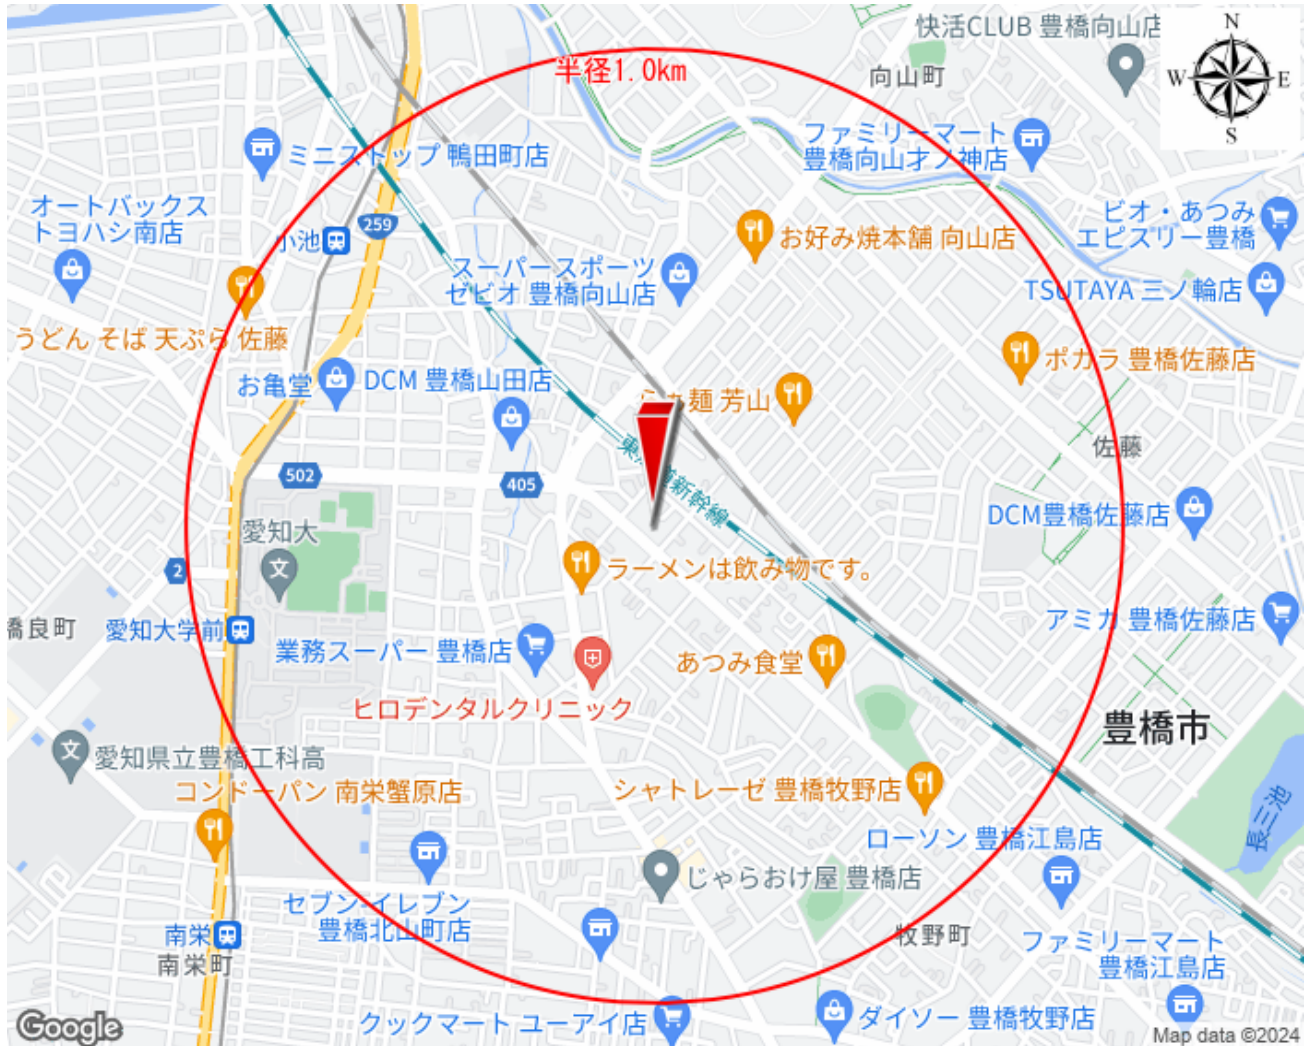 快活CLUB 豊橋向山店
N
W
E
S
半径1.0km
向山町
ファミリーマート
豊橋向山才ノ神店
ミニストップ 鴨田町店
オートバックス
トヨハシ南店
259
小池
ビオ・あつみ
エピスリー豊橋
お好み焼本舗 向山店
スーパースポーツ
ゼビオ 豊橋向山店
TSUTAYA 三ノ輪店
うどん そば 天ぷら 佐藤
ポカラ 豊橋佐藤店
お亀堂
DCM 豊橋山田店
麺 芳山
佐藤
502
405
新幹線
DCM豊橋佐藤店
愛知大
文
2
ラーメンは飲み物です。
橋良町
愛知大学前
アミカ 豊橋佐藤店
業務スーパー 豊橋店
あつみ食堂
ヒロデンタルクリニック
豊橋市
文
愛知県立豊橋工科高
コンドーパン 南栄蟹原店
シャトレーゼ 豊橋牧野店
長三池
ローソン 豊橋江島店
じゃらおけ屋 豊橋店
セブン-イレブン
豊橋北山町店
南栄
南栄町
牧野町
ファミリーマート
豊橋江島店
クックマート ユーアイ店
ダイソー 豊橋牧野店
Google
Map data ©2024